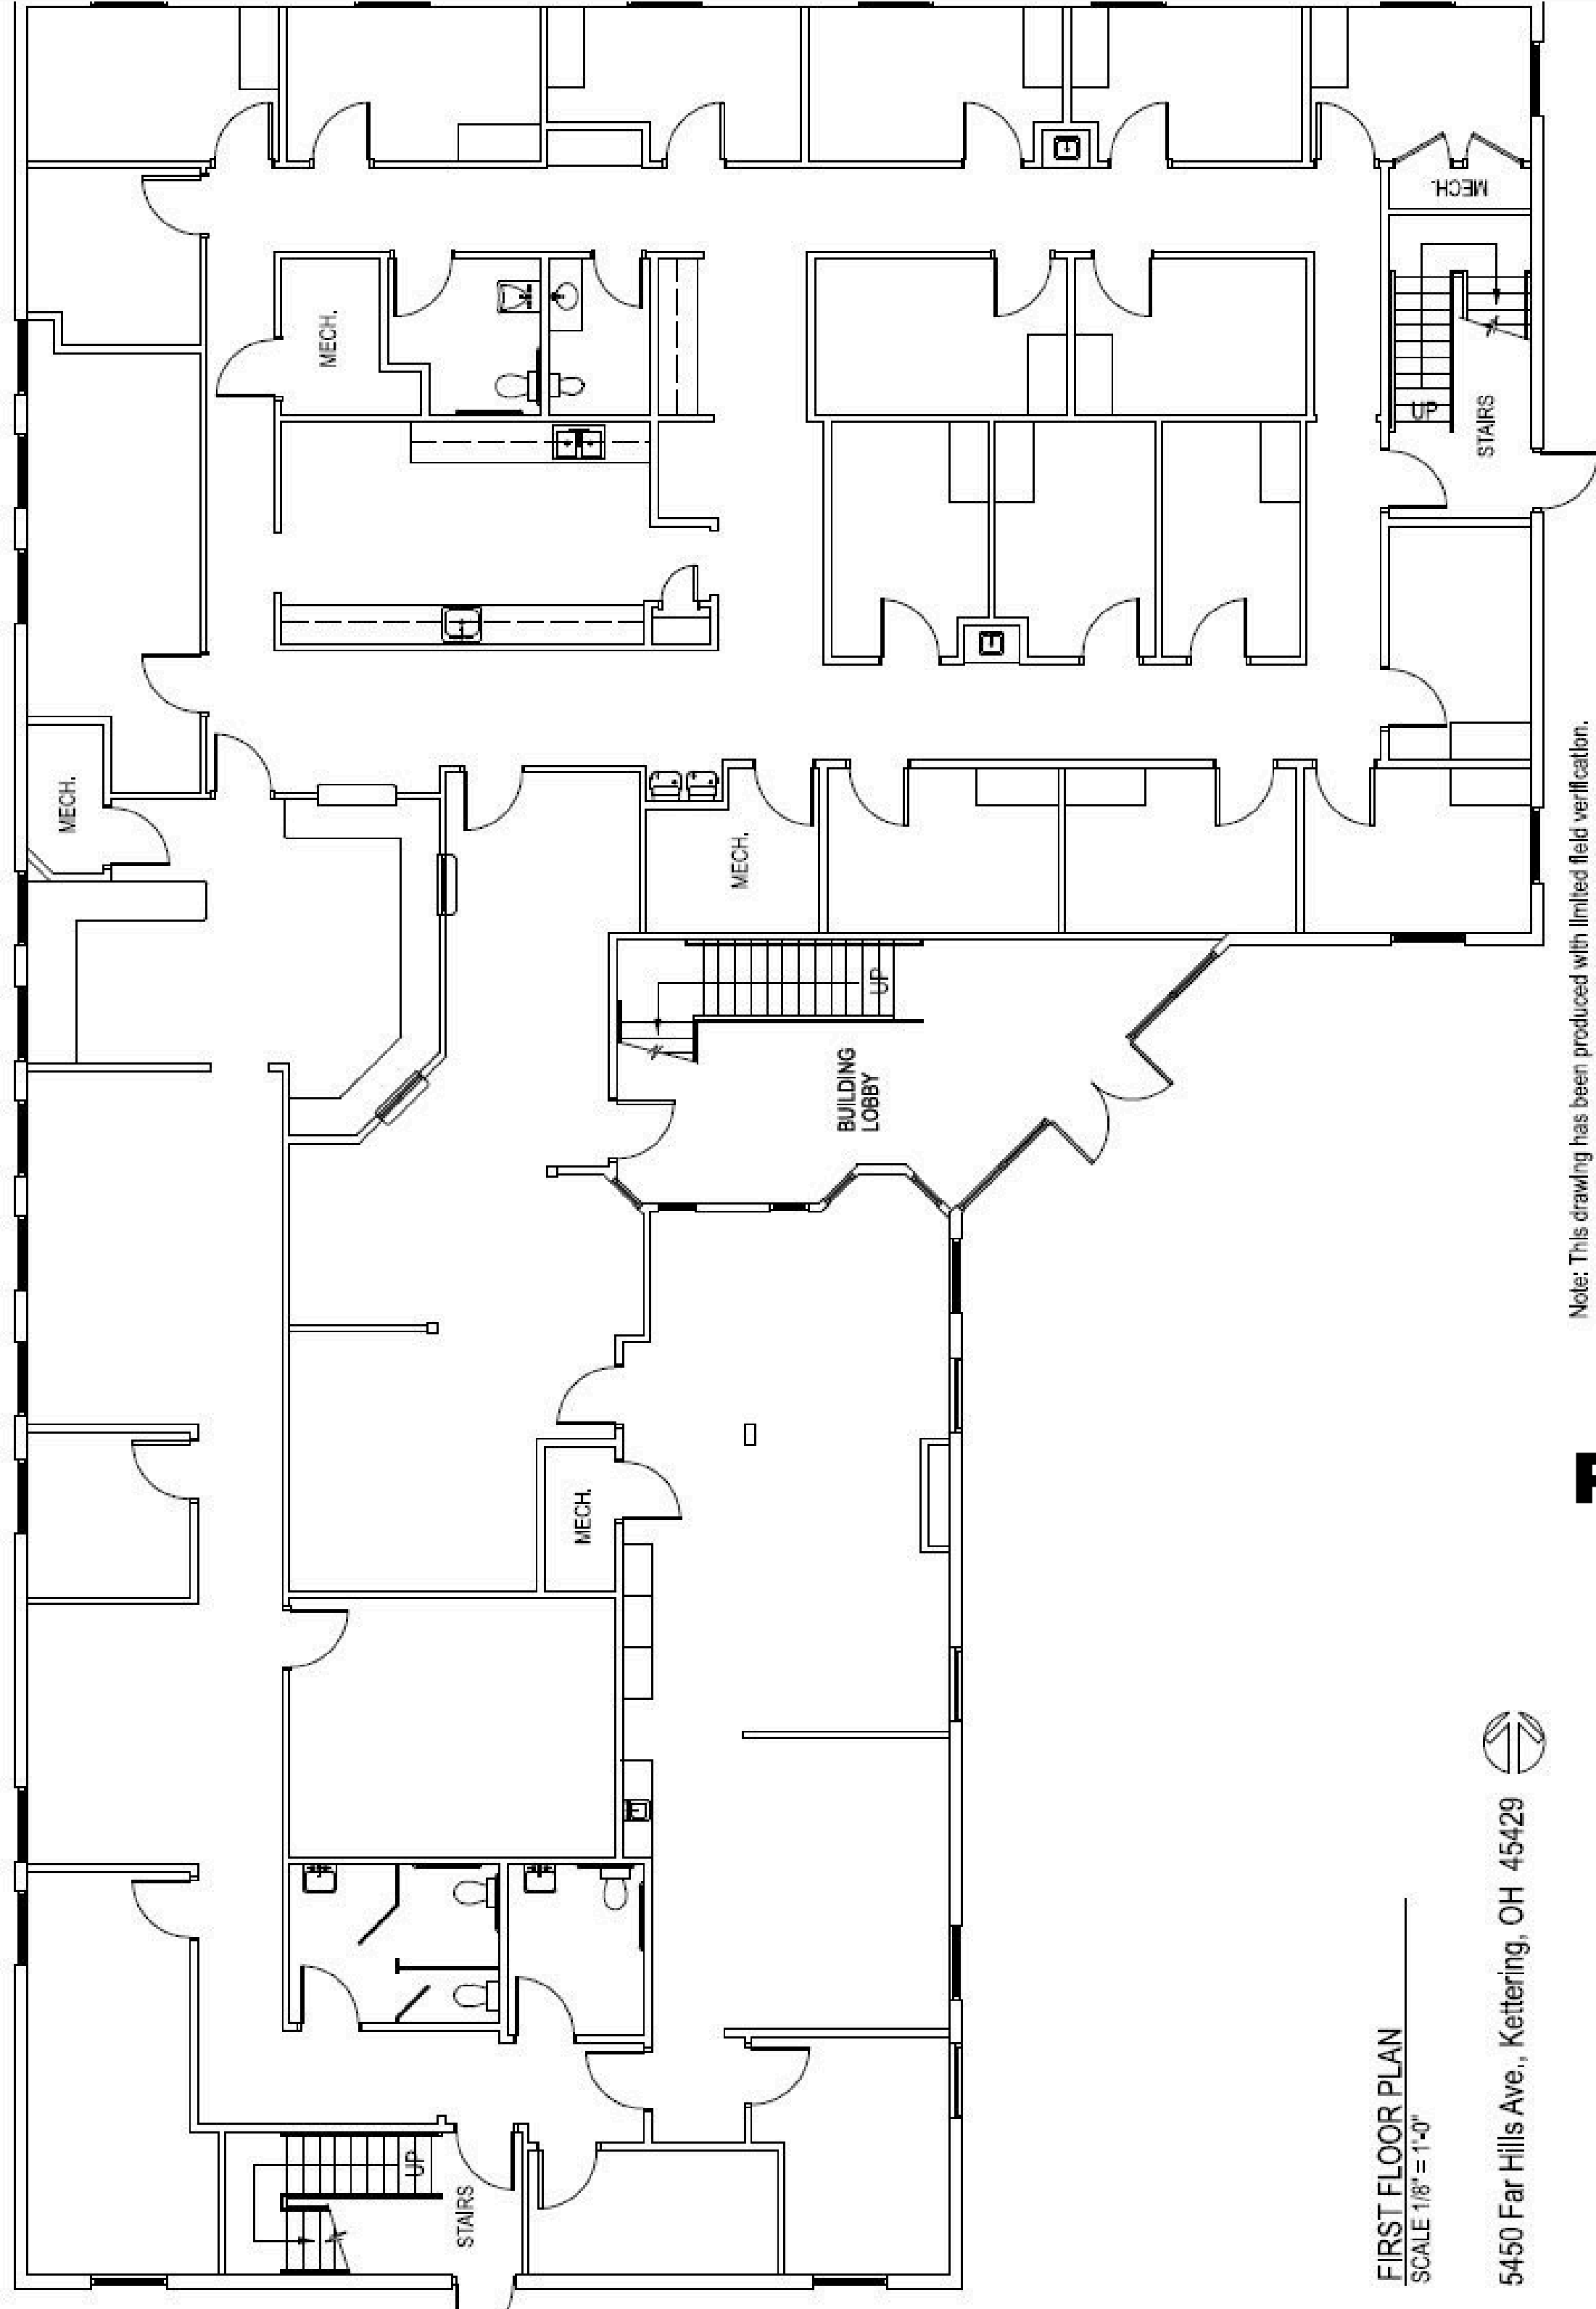 MECH.
MECH.
UP
STAIRS
MECH.
MECH.
UP
BUILDING
LOBBY
MECH.
UP
STAIRS
FIRST FLOOR PLAN
SCALE 1/8" = 1'-0"
5450 Far Hills Ave., Kettering, OH 45429
Note: This drawing has been produced with limited field verification.